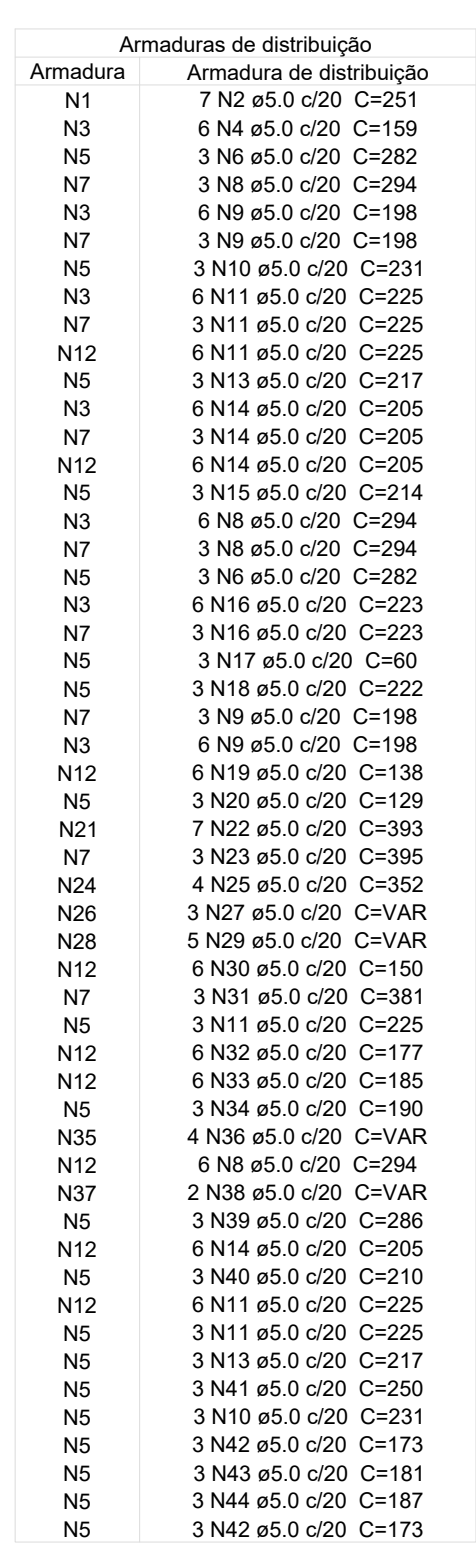 Armaduras de distribuição
Armadura Armadura de distribuição
N1 7 N2 ø5.0 c/20 C=251
N3 6 N4 ø5.0 c/20 C=159
N5 3 N6 ø5.0 c/20 C=282
N7 3 N8 ø5.0 c/20 C=294
N3 6 N9 ø5.0 c/20 C=198
N7 3 N9 ø5.0 c/20 C=198
N5 3 N10 ø5.0 c/20 C=231
N3 6 N11 ø5.0 c/20 C=225
N7 3 N11 ø5.0 c/20 C=225
N12 6 N11 ø5.0 c/20 C=225
N5 3 N13 ø5.0 c/20 C=217
N3 6 N14 ø5.0 c/20 C=205
N7 3 N14 ø5.0 c/20 C=205
N12 6 N14 ø5.0 c/20 C=205
N5 3 N15 ø5.0 c/20 C=214
N3 6 N8 ø5.0 c/20 C=294
N7 3 N8 ø5.0 c/20 C=294
N5 3 N6 ø5.0 c/20 C=282
N3 6 N16 ø5.0 c/20 C=223
N7 3 N16 ø5.0 c/20 C=223
N5 3 N17 ø5.0 c/20 C=60
N5 3 N18 ø5.0 c/20 C=222
N7 3 N9 ø5.0 c/20 C=198
N3 6 N9 ø5.0 c/20 C=198
N12 6 N19 ø5.0 c/20 C=138
N5 3 N20 ø5.0 c/20 C=129
N21 7 N22 ø5.0 c/20 C=393
N7 3 N23 ø5.0 c/20 C=395
N24 4 N25 ø5.0 c/20 C=352
N26 3 N27 ø5.0 c/20 C=VAR
N28 5 N29 ø5.0 c/20 C=VAR
N12 6 N30 ø5.0 c/20 C=150
N7 3 N31 ø5.0 c/20 C=381
N5 3 N11 ø5.0 c/20 C=225
N12 6 N32 ø5.0 c/20 C=177
N12 6 N33 ø5.0 c/20 C=185
N5 3 N34 ø5.0 c/20 C=190
N35 4 N36 ø5.0 c/20 C=VAR
N12 6 N8 ø5.0 c/20 C=294
N37 2 N38 ø5.0 c/20 C=VAR
N5 3 N39 ø5.0 c/20 C=286
N12 6 N14 ø5.0 c/20 C=205
N5 3 N40 ø5.0 c/20 C=210
N12 6 N11 ø5.0 c/20 C=225
N5 3 N11 ø5.0 c/20 C=225
N5 3 N13 ø5.0 c/20 C=217
N5 3 N41 ø5.0 c/20 C=250
N5 3 N10 ø5.0 c/20 C=231
N5 3 N42 ø5.0 c/20 C=173
N5 3 N43 ø5.0 c/20 C=181
N5 3 N44 ø5.0 c/20 C=187
N5 3 N42 ø5.0 c/20 C=173